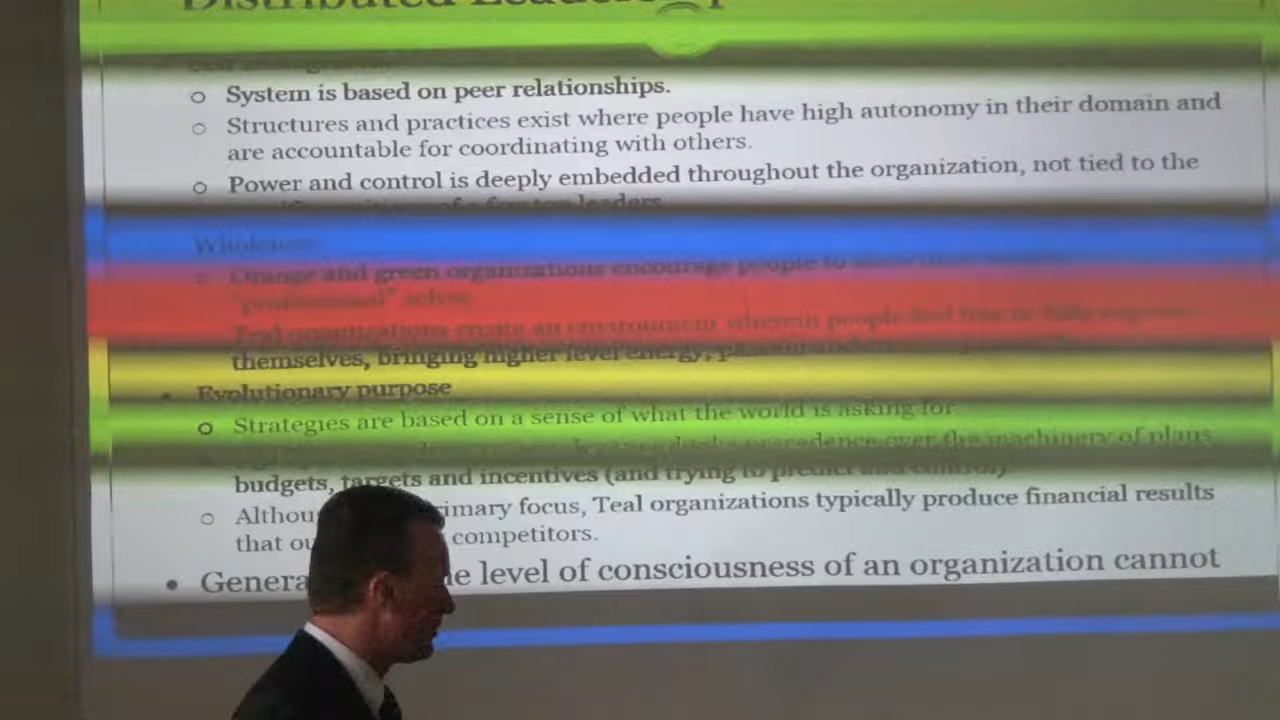 Distributed Leadership
System is based on peer relationships.
Structures and practices exist where people have high autonomy in their domain and
are accountable for coordinating with others.
Power and control is deeply embedded throughout the organization, not tied to the
of a few top leaders.
Wholeness
Orange and green organizations encourage people to
"professional" selves
Teal organizations create an environment wherein people feel free to fully express
themselves, bringing higher level energy,
• Evolutionary purpose
Strategies are based on a sense of what the world is asking for.
precedence over the machinery of plans,
budgets, targets and incentives (and trying to predict and control)
Althou imary focus, Teal organizations typically produce financial results
that ou competitors.
• Genera e level of consciousness of an organization cannot